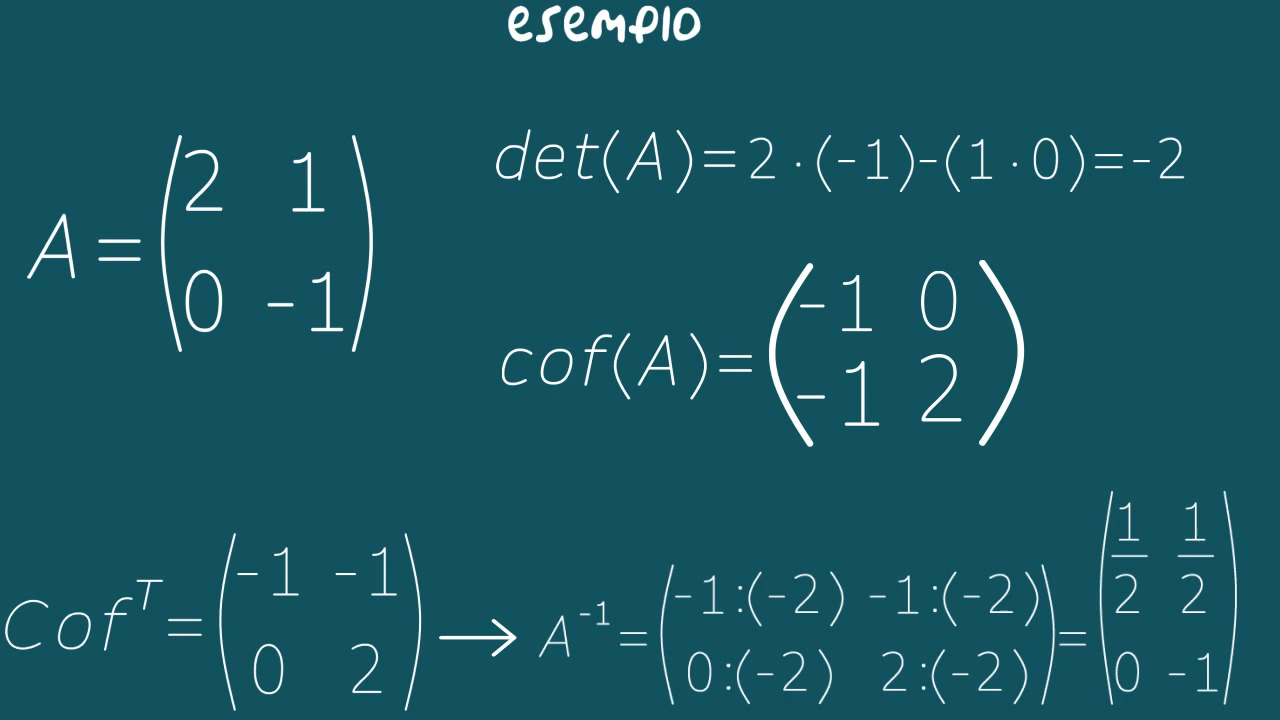 esempio
A = (2 1
0 -1)
det(A)=2·(-1)-(1·0)=-2
cof(A)= (-1 0
-1 2)
Cof^T = (-1 -1
0 2) → A^-1 = (-1:(-2) -1:(-2)
0:(-2) 2:(-2)) = (1/2 1/2
0 -1)